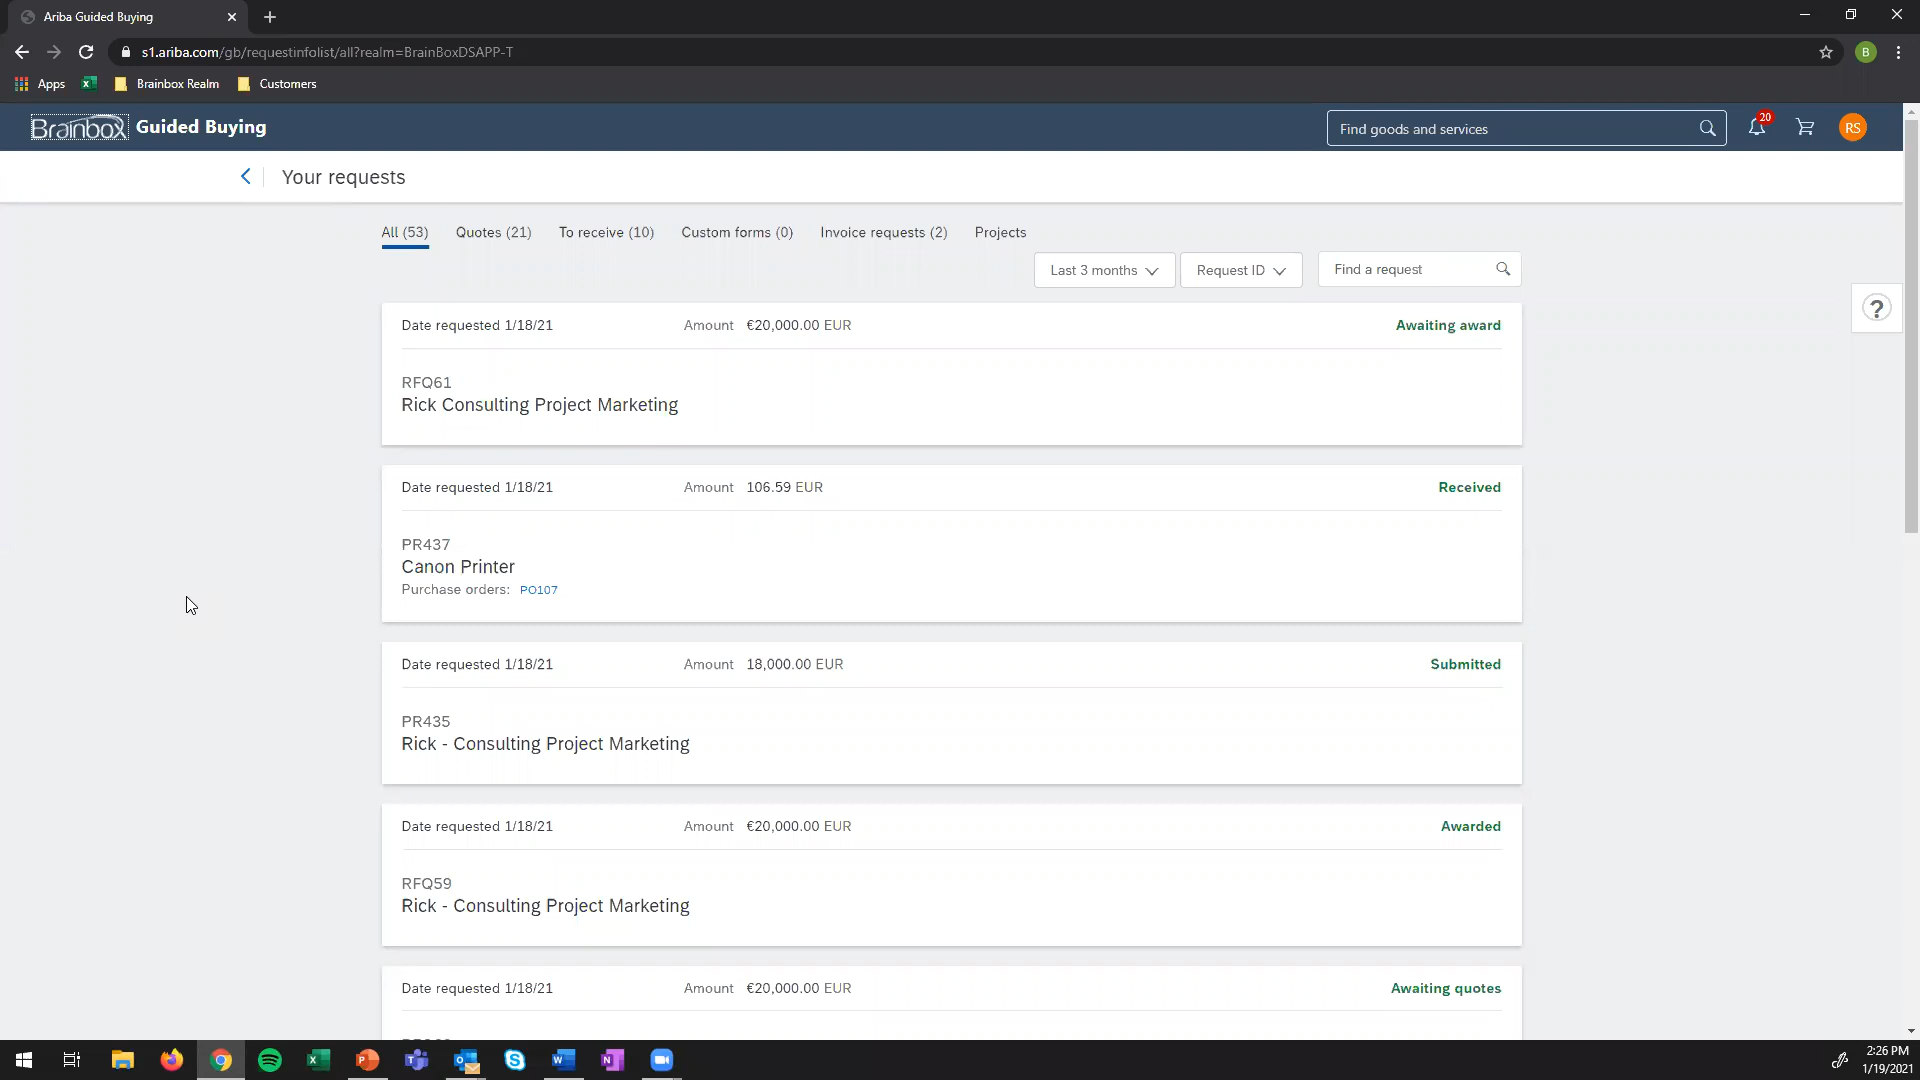 Ariba Guided Buying
s1.ariba.com/gb/requestinfolist/all?realm=BrainBoxDSAPP-T
B
Apps
Brainbox Realm
Customers
Brainbox Guided Buying
Find goods and services
20
RS
Your requests
All (53)
Quotes (21)
To receive (10)
Custom forms (0)
Invoice requests (2)
Projects
Last 3 months
Request ID
Find a request
?
Date requested 1/18/21 Amount €20,000.00 EUR Awaiting award
RFQ61
Rick Consulting Project Marketing
Date requested 1/18/21 Amount 106.59 EUR Received
PR437
Canon Printer
Purchase orders: PO107
Date requested 1/18/21 Amount 18,000.00 EUR Submitted
PR435
Rick - Consulting Project Marketing
Date requested 1/18/21 Amount €20,000.00 EUR Awarded
RFQ59
Rick - Consulting Project Marketing
Date requested 1/18/21 Amount €20,000.00 EUR Awaiting quotes
2:26 PM
1/19/2021